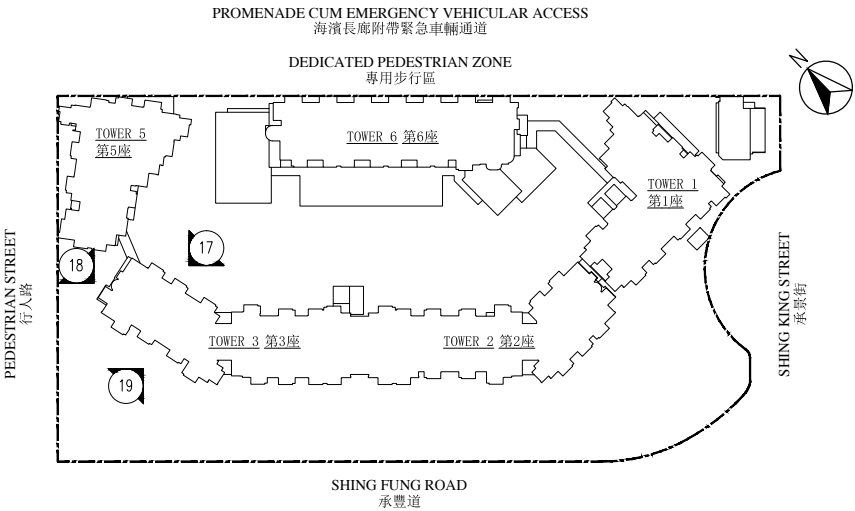 PROMENADE CUM EMERGENCY VEHICULAR ACCESS
海濱長廊附帶緊急車輛通道
DEDICATED PEDESTRIAN ZONE
專用步行區
N
TOWER 5
第5座
TOWER 6 第6座
TOWER 1
第1座
17
18
PEDESTRIAN STREET
行人路
SHING KING STREET
承景街
TOWER 3 第3座
TOWER 2 第2座
19
SHING FUNG ROAD
承豐道